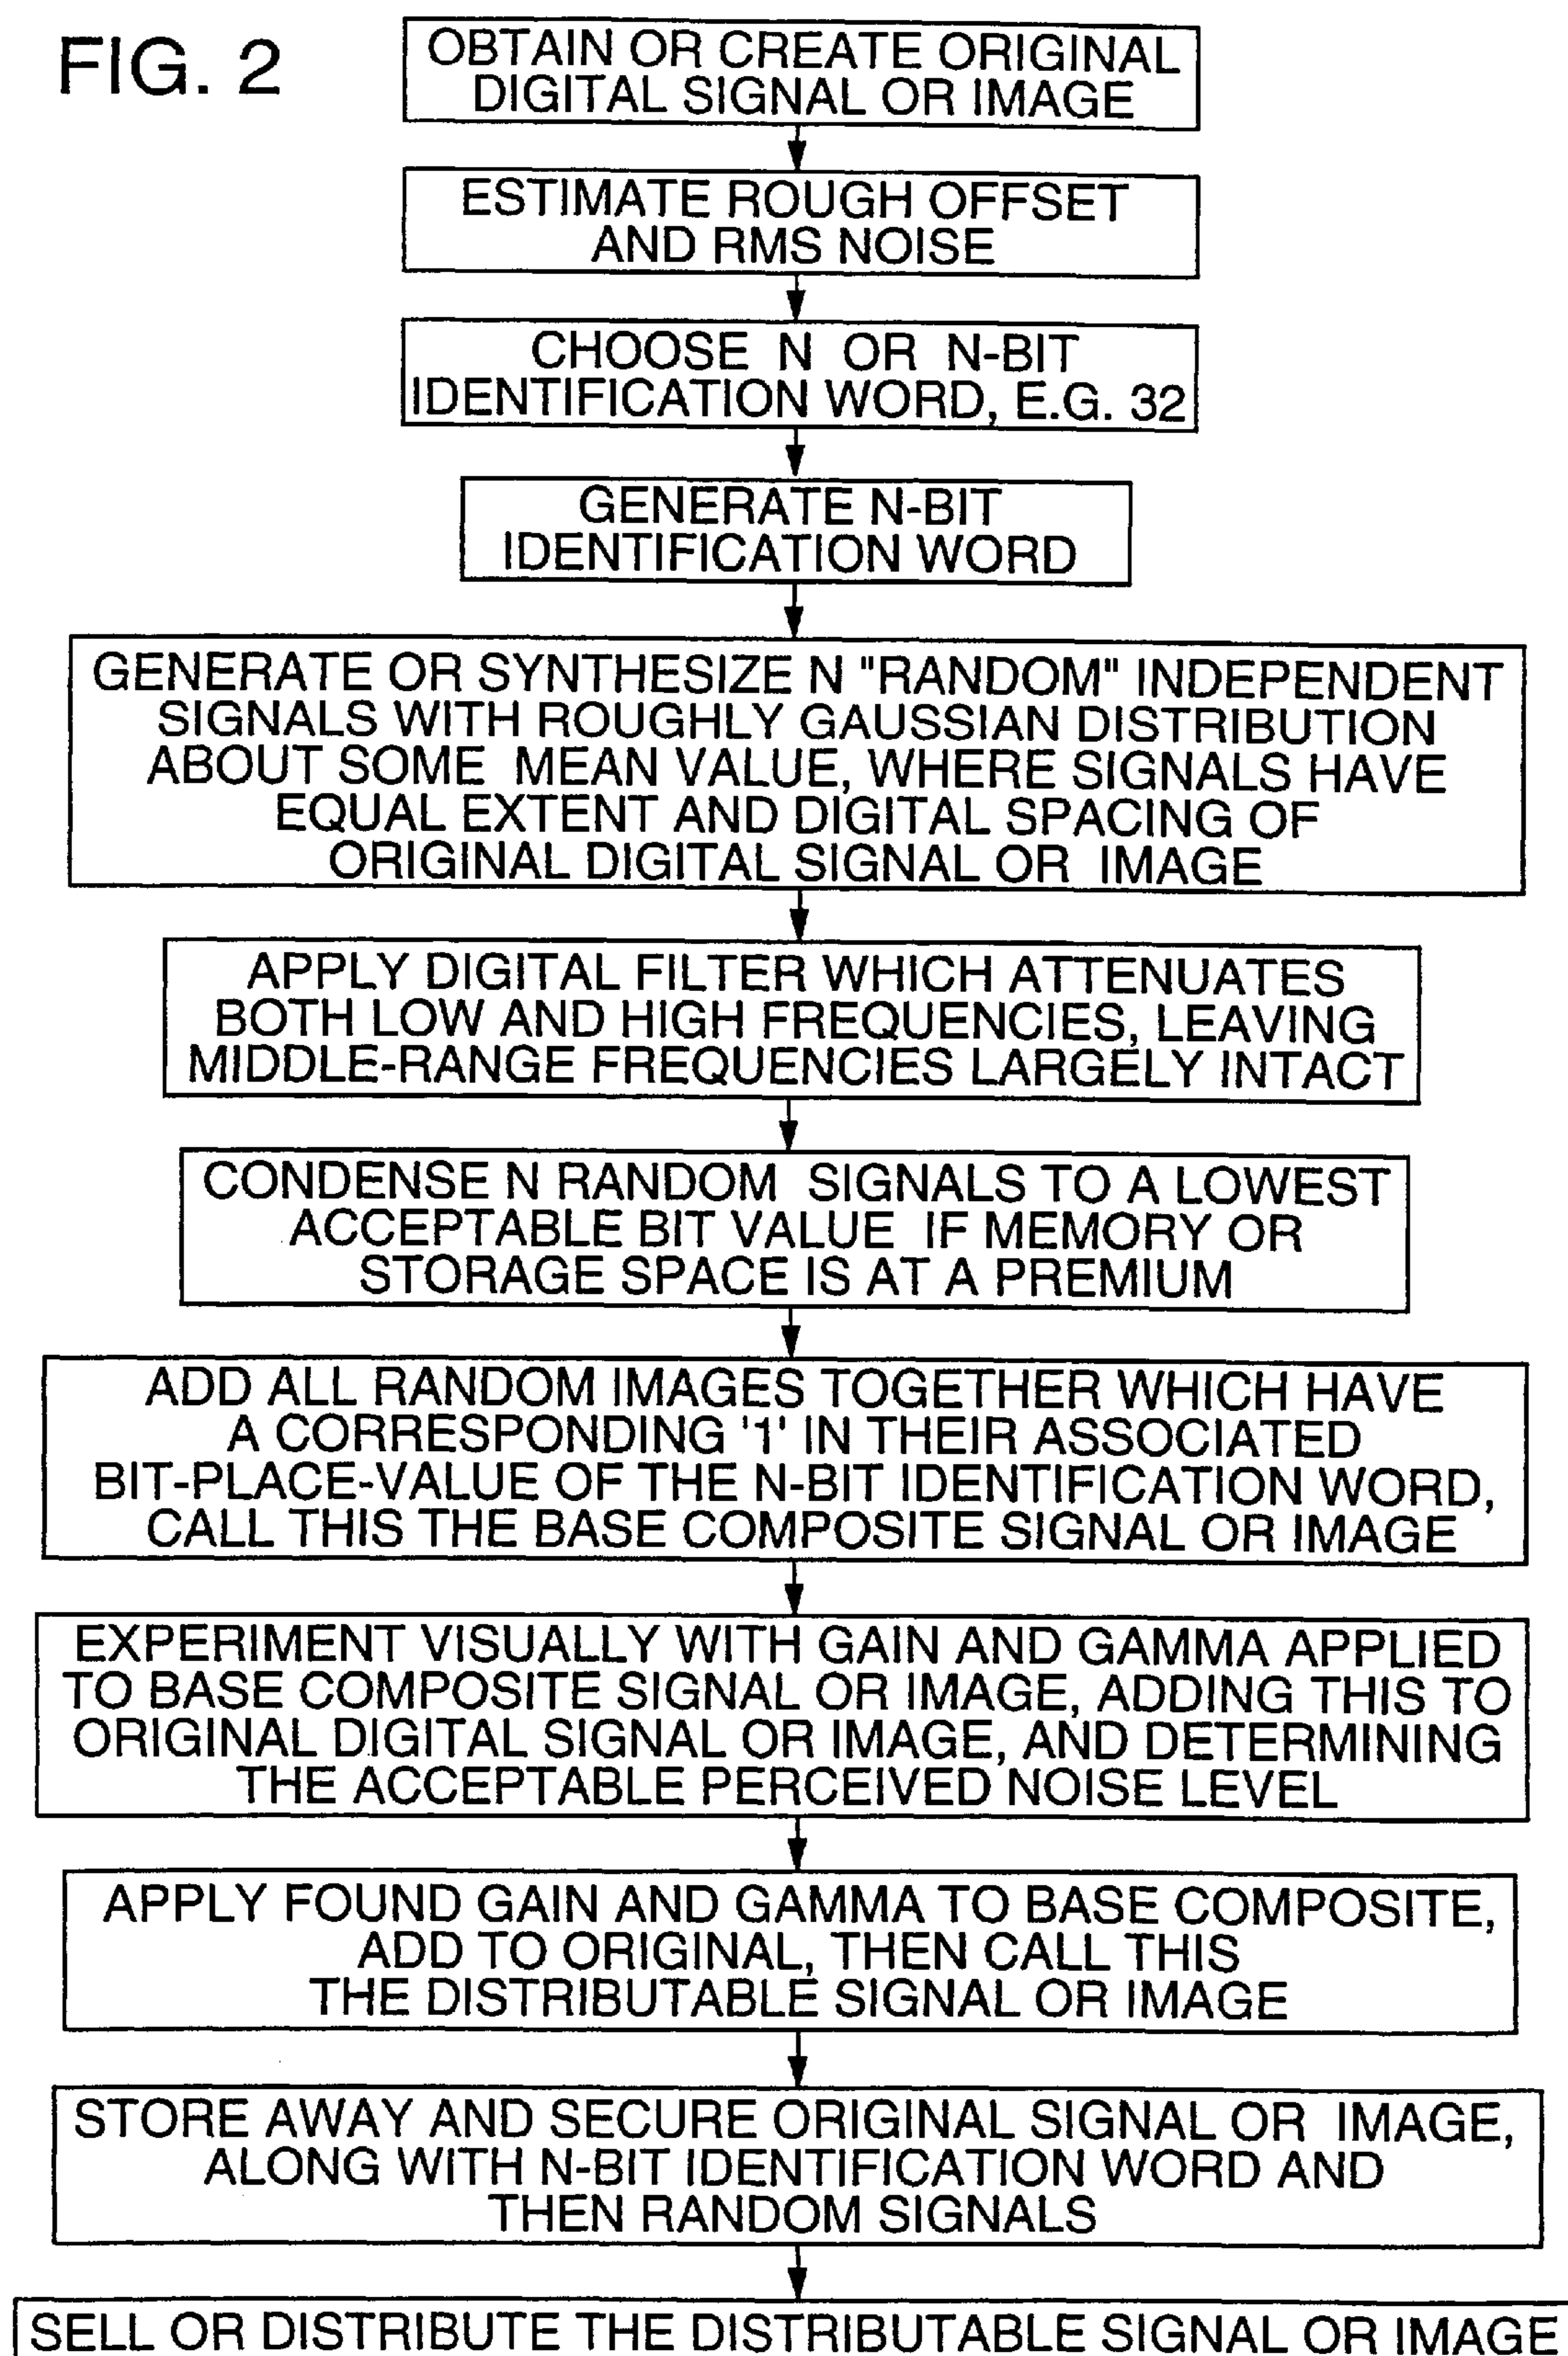 FIG. 2
OBTAIN OR CREATE ORIGINAL
DIGITAL SIGNAL OR IMAGE
ESTIMATE ROUGH OFFSET
AND RMS NOISE
CHOOSE N OR N-BIT
IDENTIFICATION WORD, E.G. 32
GENERATE N-BIT
IDENTIFICATION WORD
GENERATE OR SYNTHESIZE N "RANDOM" INDEPENDENT
SIGNALS WITH ROUGHLY GAUSSIAN DISTRIBUTION
ABOUT SOME MEAN VALUE, WHERE SIGNALS HAVE
EQUAL EXTENT AND DIGITAL SPACING OF
ORIGINAL DIGITAL SIGNAL OR IMAGE
APPLY DIGITAL FILTER WHICH ATTENUATES
BOTH LOW AND HIGH FREQUENCIES, LEAVING
MIDDLE-RANGE FREQUENCIES LARGELY INTACT
CONDENSE N RANDOM SIGNALS TO A LOWEST
ACCEPTABLE BIT VALUE IF MEMORY OR
STORAGE SPACE IS AT A PREMIUM
ADD ALL RANDOM IMAGES TOGETHER WHICH HAVE
A CORRESPONDING '1' IN THEIR ASSOCIATED
BIT-PLACE-VALUE OF THE N-BIT IDENTIFICATION WORD,
CALL THIS THE BASE COMPOSITE SIGNAL OR IMAGE
EXPERIMENT VISUALLY WITH GAIN AND GAMMA APPLIED
TO BASE COMPOSITE SIGNAL OR IMAGE, ADDING THIS TO
ORIGINAL DIGITAL SIGNAL OR IMAGE, AND DETERMINING
THE ACCEPTABLE PERCEIVED NOISE LEVEL
APPLY FOUND GAIN AND GAMMA TO BASE COMPOSITE,
ADD TO ORIGINAL, THEN CALL THIS
THE DISTRIBUTABLE SIGNAL OR IMAGE
STORE AWAY AND SECURE ORIGINAL SIGNAL OR IMAGE,
ALONG WITH N-BIT IDENTIFICATION WORD AND
THEN RANDOM SIGNALS
SELL OR DISTRIBUTE THE DISTRIBUTABLE SIGNAL OR IMAGE